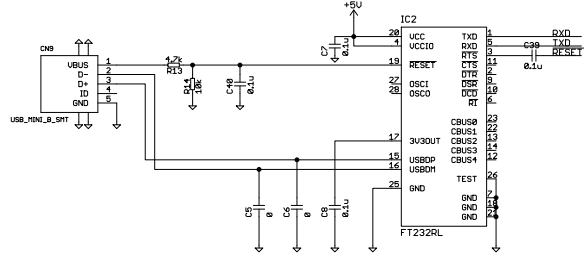 +5V
IC2
CN9
VBUS 1
D- 2
D+ 3
ID 4
GND 5
USB_MINI_B_SMT
4.7k
R13
R14
10k
C40
0.1u
C7
0.1u
C5
0
C6
0
C8
0.1u
20 VCC
4 VCCIO
19 RESET
27 OSCI
28 OSCO
17 3V3OUT
15 USBDP
16 USBDM
25 GND
TXD 1
RXD 5
RTS 3
CTS 11
DTR 2
DSR 9
DCD 10
RI 6
CBUS0 23
CBUS1 22
CBUS2 13
CBUS3 14
CBUS4 12
TEST 26
GND 7
GND 18
GND 21
FT232RL
RXD
TXD
C39
RESET
0.1u